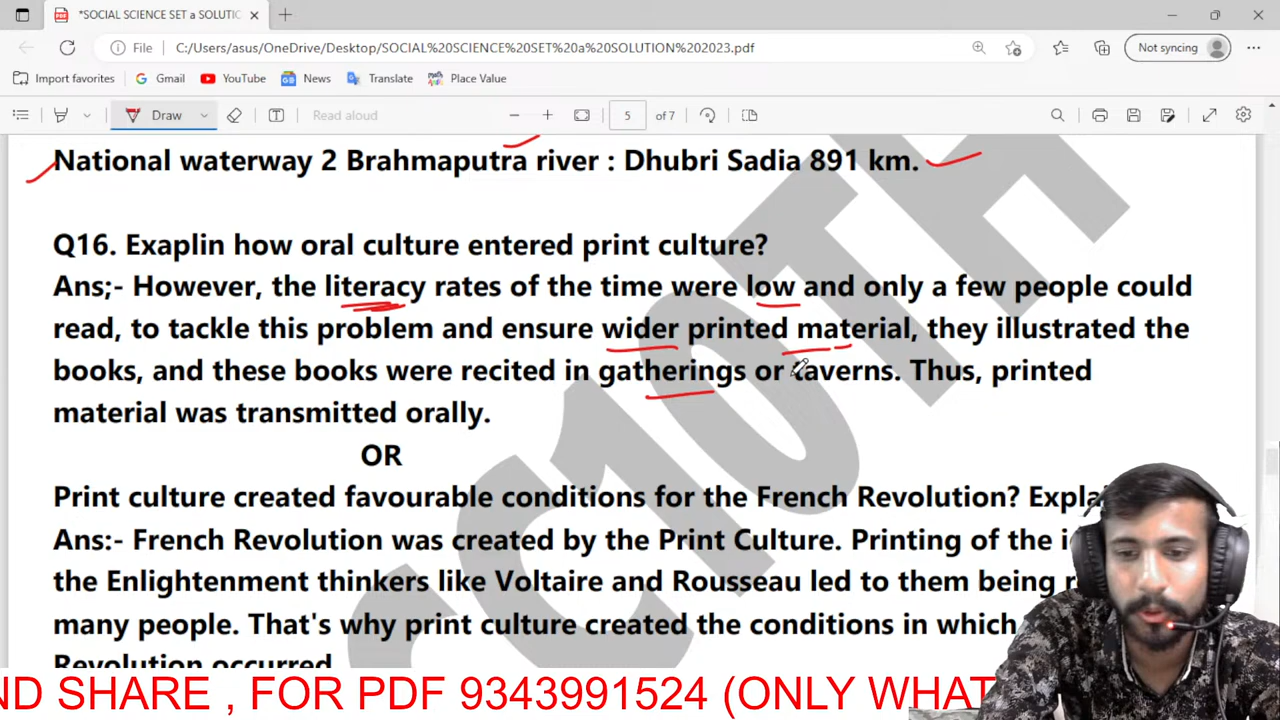 *SOCIAL SCIENCE SET a SOLUTIO
File C:/Users/asus/OneDrive/Desktop/SOCIAL%20SCIENCE%20SET%20a%20SOLUTION%202023.pdf
Not syncing
Import favorites Gmail YouTube News Translate Place Value
Draw Read aloud 5 of 7
National waterway 2 Brahmaputra river : Dhubri Sadia 891 km.
Q16. Exaplin how oral culture entered print culture?
Ans;- However, the literacy rates of the time were low and only a few people could
read, to tackle this problem and ensure wider printed material, they illustrated the
books, and these books were recited in gatherings or taverns. Thus, printed
material was transmitted orally.
OR
Print culture created favourable conditions for the French Revolution? Expla
Ans:- French Revolution was created by the Print Culture. Printing of the i
the Enlightenment thinkers like Voltaire and Rousseau led to them being r
many people. That's why print culture created the conditions in which
Revolution occurred
ND SHARE , FOR PDF 9343991524 (ONLY WHAT
CC10TH